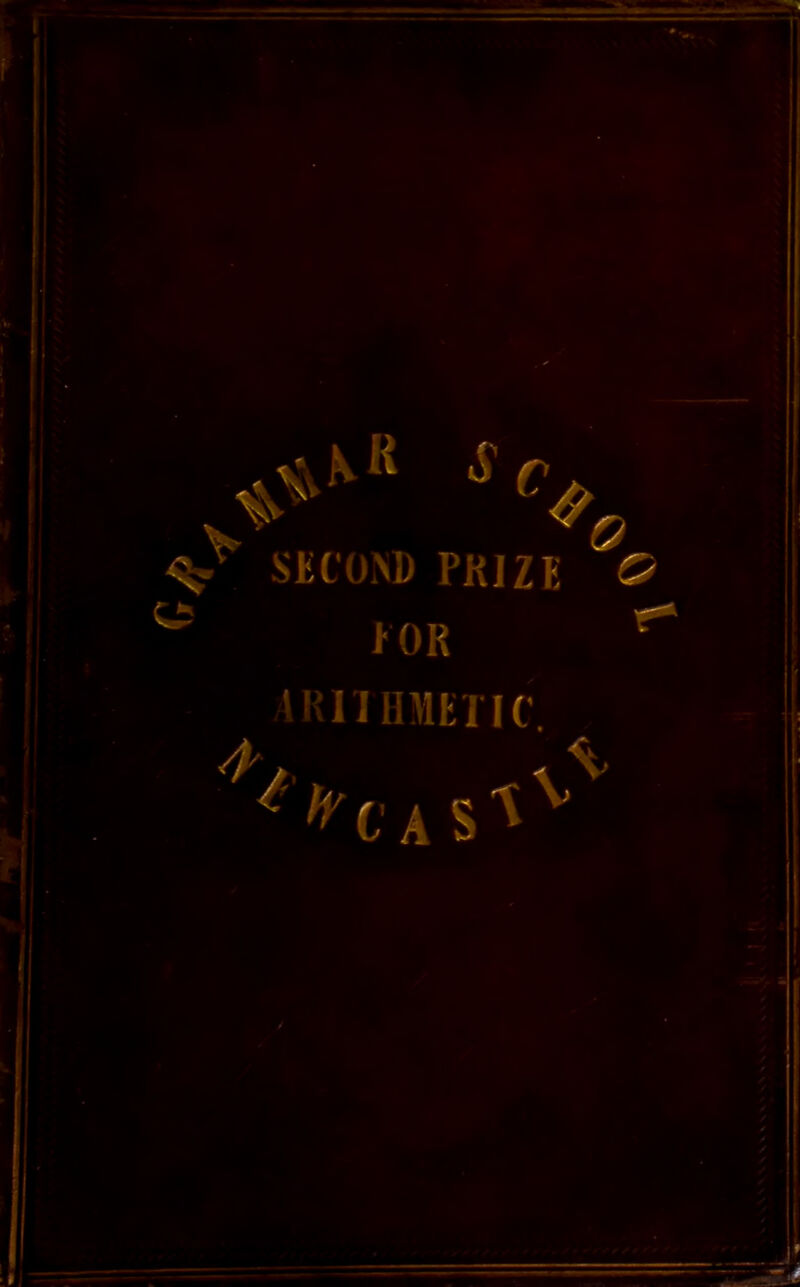 GRAMMAR SCHOOL
SECOND PRIZE
FOR
ARITHMETIC.
NEWCASTLE